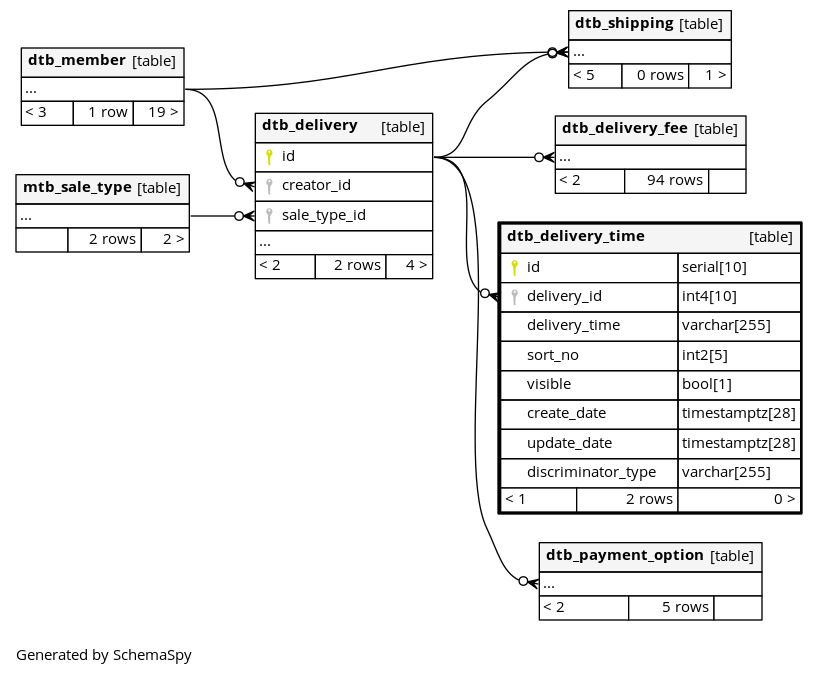 dtb_member [table]
...
< 3 1 row 19 >
mtb_sale_type [table]
...
2 rows 2 >
dtb_delivery [table]
id
creator_id
sale_type_id
...
< 2 2 rows 4 >
dtb_shipping [table]
...
< 5 0 rows 1 >
dtb_delivery_fee [table]
...
< 2 94 rows
dtb_delivery_time [table]
id serial[10]
delivery_id int4[10]
delivery_time varchar[255]
sort_no int2[5]
visible bool[1]
create_date timestamptz[28]
update_date timestamptz[28]
discriminator_type varchar[255]
< 1 2 rows 0 >
dtb_payment_option [table]
...
< 2 5 rows
Generated by SchemaSpy